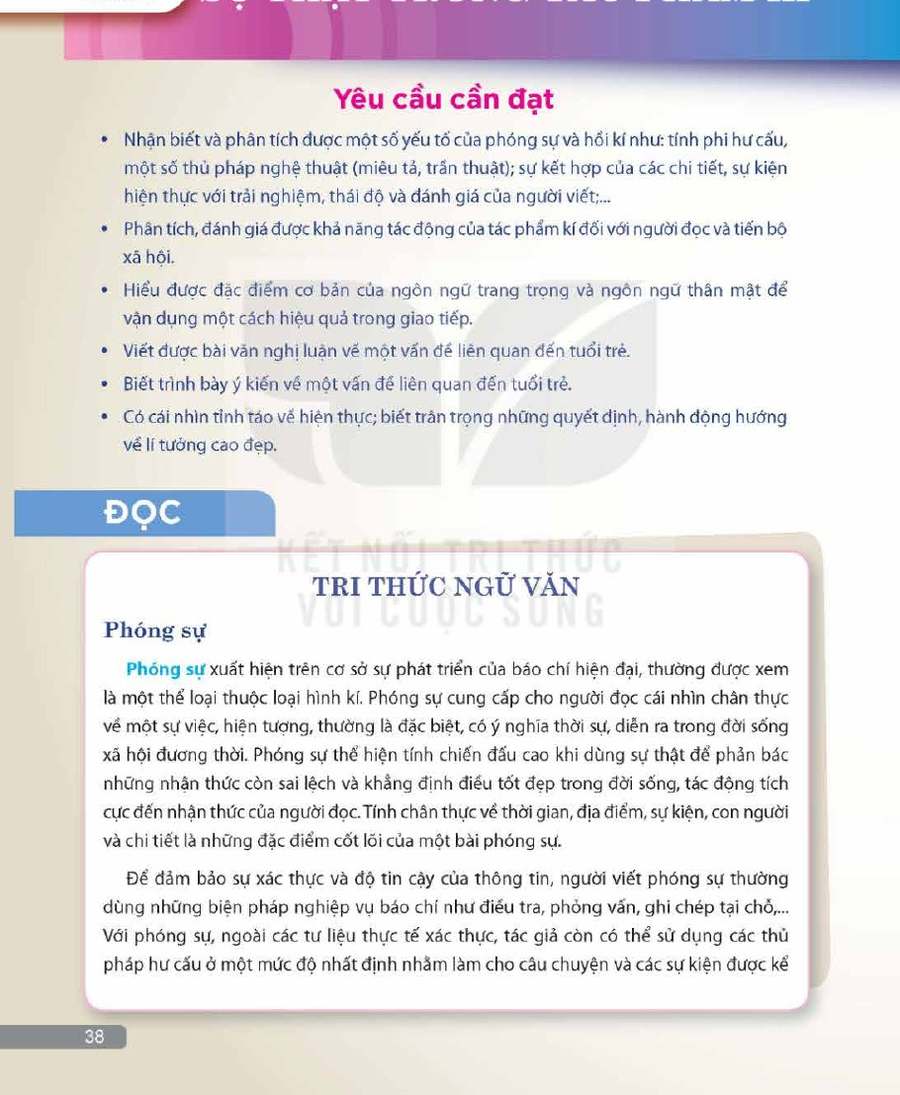 Yêu cầu cần đạt
• Nhận biết và phân tích được một số yếu tố của phóng sự và hồi kí như: tính phi hư cấu,
một số thủ pháp nghệ thuật (miêu tả, trần thuật); sự kết hợp của các chi tiết, sự kiện
hiện thực với trải nghiệm, thái độ và đánh giá của người viết;...
• Phân tích, đánh giá được khả năng tác động của tác phẩm kí đối với người đọc và tiến bộ
xã hội.
• Hiểu được đặc điểm cơ bản của ngôn ngữ trang trọng và ngôn ngữ thân mật để
vận dụng một cách hiệu quả trong giao tiếp.
• Viết được bài văn nghị luận về một vấn đề liên quan đến tuổi trẻ.
• Biết trình bày ý kiến về một vấn đề liên quan đến tuổi trẻ.
• Có cái nhìn tỉnh táo về hiện thực; biết trân trọng những quyết định, hành động hướng
về lí tưởng cao đẹp.
ĐỌC
KẾT NỐI TRI THỨC
TRI THỨC NGỮ VĂN
VỚI CUỘC SỐNG
Phóng sự
Phóng sự xuất hiện trên cơ sở sự phát triển của báo chí hiện đại, thường được xem
là một thể loại thuộc loại hình kí. Phóng sự cung cấp cho người đọc cái nhìn chân thực
về một sự việc, hiện tượng, thường là đặc biệt, có ý nghĩa thời sự, diễn ra trong đời sống
xã hội đương thời. Phóng sự thể hiện tính chiến đấu cao khi dùng sự thật để phản bác
những nhận thức còn sai lệch và khẳng định điều tốt đẹp trong đời sống, tác động tích
cực đến nhận thức của người đọc. Tính chân thực về thời gian, địa điểm, sự kiện, con người
và chi tiết là những đặc điểm cốt lõi của một bài phóng sự.
Để đảm bảo sự xác thực và độ tin cậy của thông tin, người viết phóng sự thường
dùng những biện pháp nghiệp vụ báo chí như điều tra, phỏng vấn, ghi chép tại chỗ,...
Với phóng sự, ngoài các tư liệu thực tế xác thực, tác giả còn có thể sử dụng các thủ
pháp hư cấu ở một mức độ nhất định nhằm làm cho câu chuyện và các sự kiện được kể
38